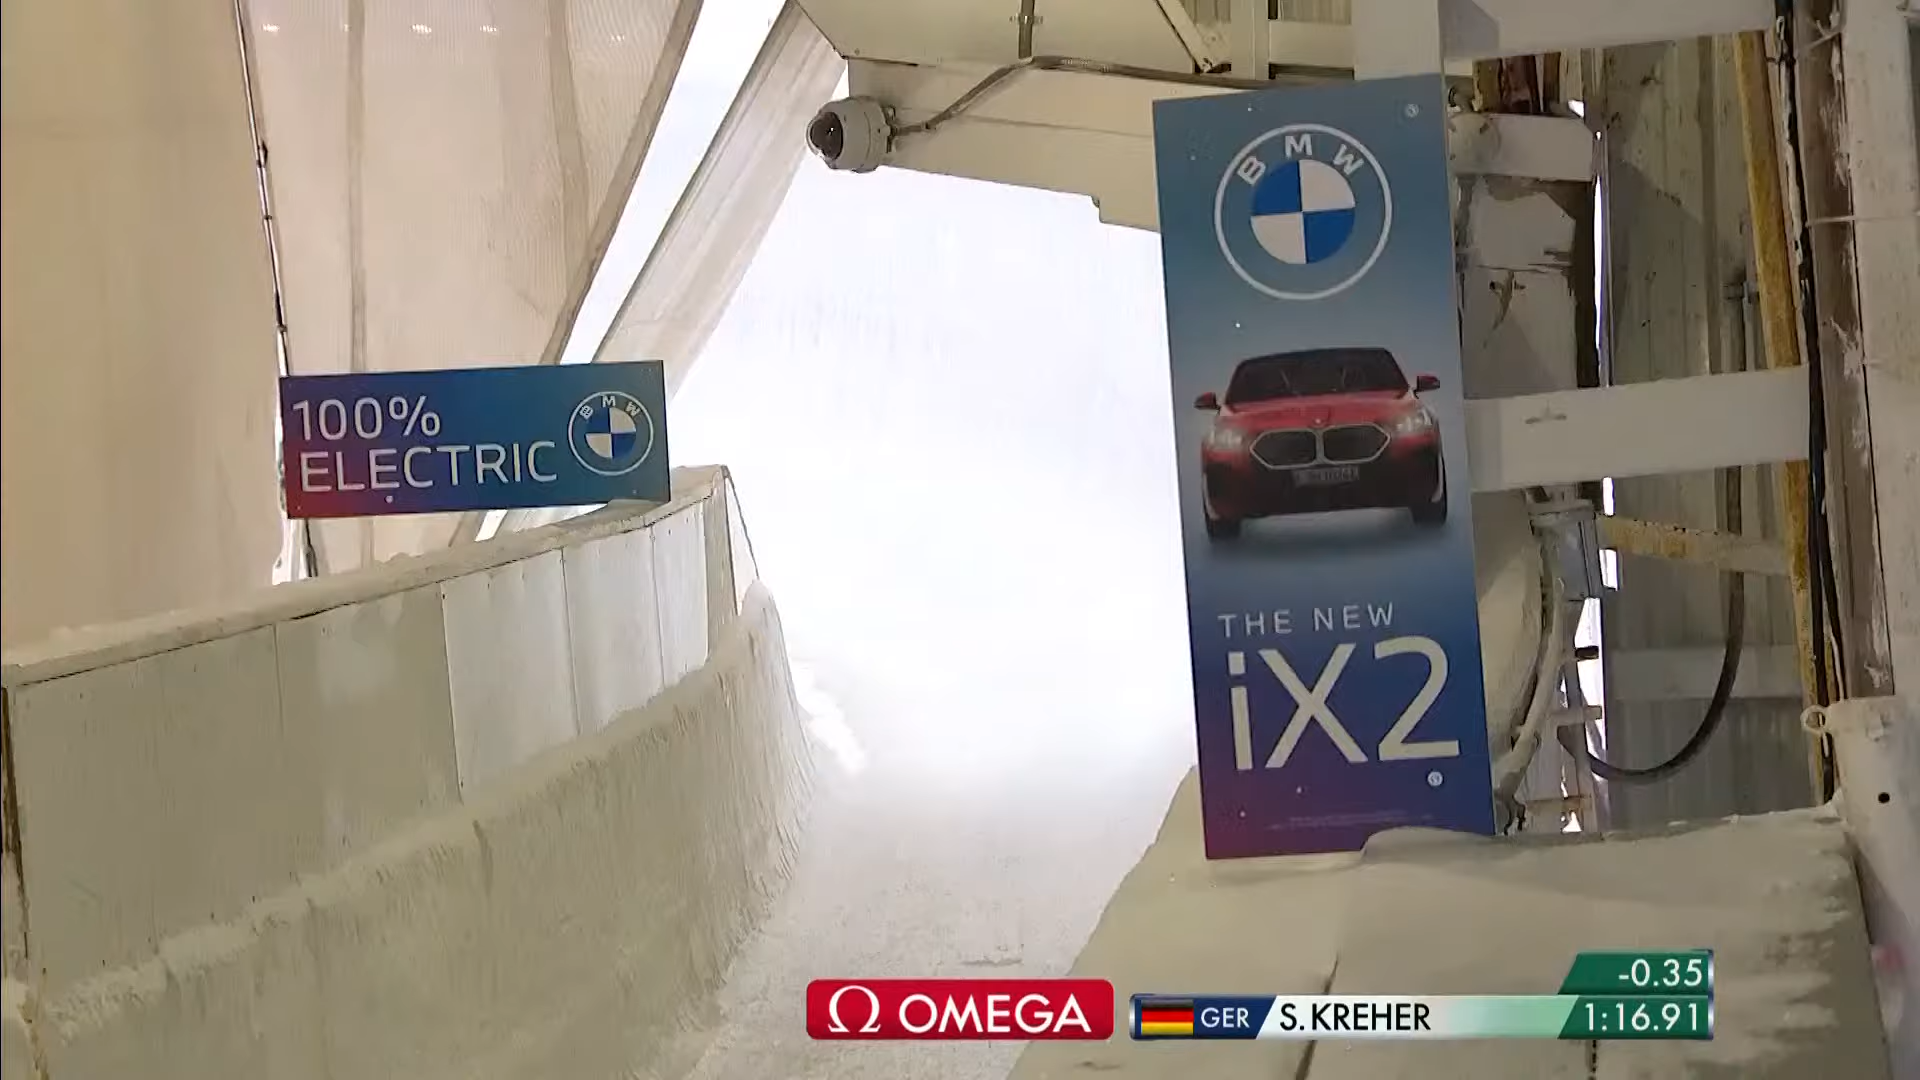 BMW
100%
ELECTRIC
BMW
THE NEW
iX2
-0.35
Ω OMEGA
GER S. KREHER 1:16.91